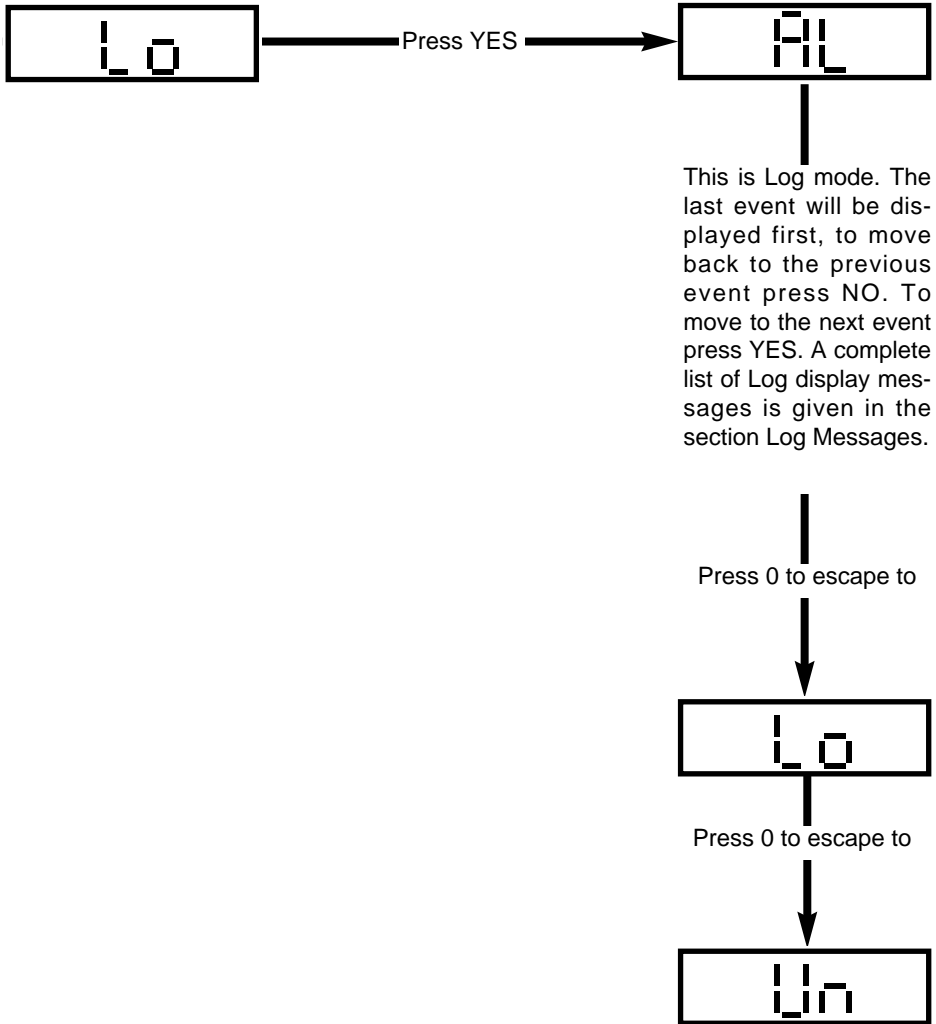 Lo
Press YES
AL
This is Log mode. The
last event will be dis-
played first, to move
back to the previous
event press NO. To
move to the next event
press YES. A complete
list of Log display mes-
sages is given in the
section Log Messages.
Press 0 to escape to
Lo
Press 0 to escape to
Un